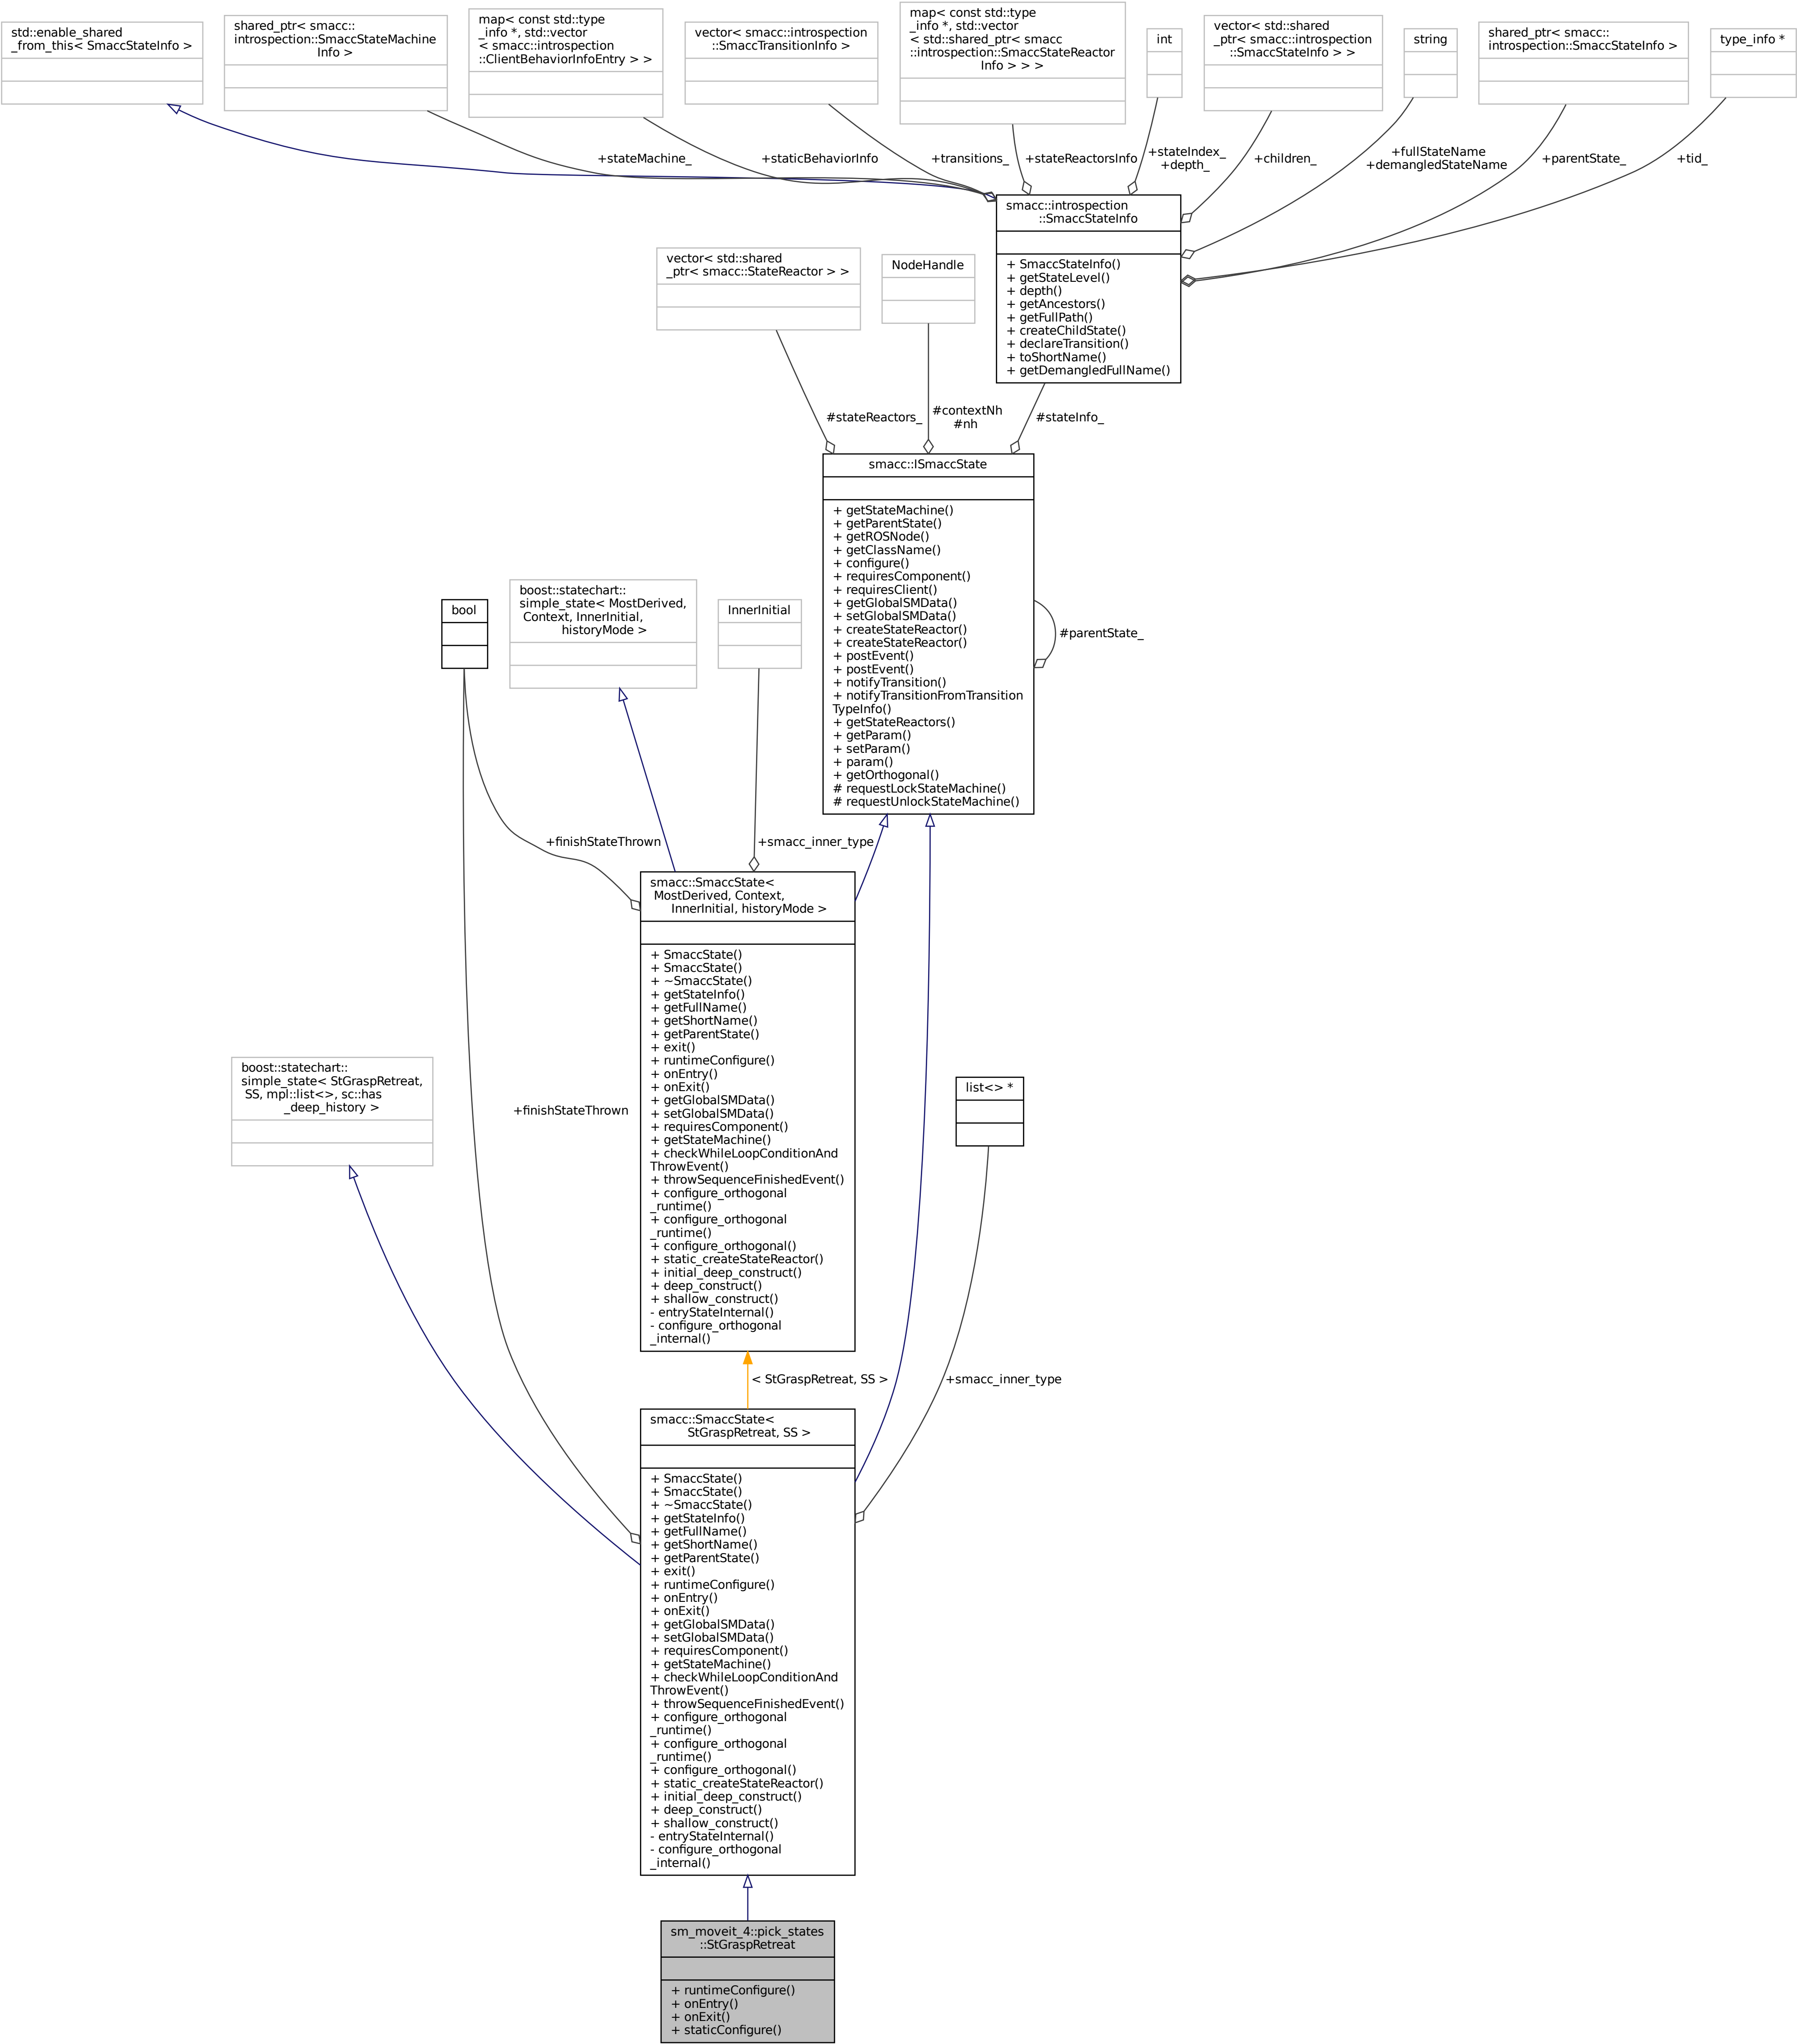 std::enable_shared
_from_this< SmaccStateInfo >
shared_ptr< smacc::
introspection::SmaccStateMachine
Info >
map< const std::type
_info *, std::vector
< smacc::introspection
::ClientBehaviorInfoEntry > >
vector< smacc::introspection
::SmaccTransitionInfo >
map< const std::type
_info *, std::vector
< std::shared_ptr< smacc
::introspection::SmaccStateReactor
Info > > >
int
vector< std::shared
_ptr< smacc::introspection
::SmaccStateInfo > >
string
shared_ptr< smacc::
introspection::SmaccStateInfo >
type_info *
+stateMachine_
+staticBehaviorInfo
+transitions_
+stateReactorsInfo
+stateIndex_
+depth_
+children_
+fullStateName
+demangledStateName
+parentState_
+tid_
smacc::introspection
::SmaccStateInfo
+ SmaccStateInfo()
+ getStateLevel()
+ depth()
+ getAncestors()
+ getFullPath()
+ createChildState()
+ declareTransition()
+ toShortName()
+ getDemangledFullName()
vector< std::shared
_ptr< smacc::StateReactor > >
NodeHandle
#stateReactors_
#contextNh
#nh
#stateInfo_
smacc::ISmaccState
+ getStateMachine()
+ getParentState()
+ getROSNode()
+ getClassName()
+ configure()
+ requiresComponent()
+ requiresClient()
+ getGlobalSMData()
+ setGlobalSMData()
+ createStateReactor()
+ createStateReactor()
+ postEvent()
+ postEvent()
+ notifyTransition()
+ notifyTransitionFromTransition
TypeInfo()
+ getStateReactors()
+ getParam()
+ setParam()
+ param()
+ getOrthogonal()
# requestLockStateMachine()
# requestUnlockStateMachine()
#parentState_
bool
boost::statechart::
simple_state< MostDerived,
Context, InnerInitial,
historyMode >
InnerInitial
+finishStateThrown
+smacc_inner_type
smacc::SmaccState<
MostDerived, Context,
InnerInitial, historyMode >
+ SmaccState()
+ SmaccState()
+ ~SmaccState()
+ getStateInfo()
+ getFullName()
+ getShortName()
+ getParentState()
+ exit()
+ runtimeConfigure()
+ onEntry()
+ onExit()
+ getGlobalSMData()
+ setGlobalSMData()
+ requiresComponent()
+ getStateMachine()
+ checkWhileLoopConditionAnd
ThrowEvent()
+ throwSequenceFinishedEvent()
+ configure_orthogonal
_runtime()
+ configure_orthogonal
_runtime()
+ configure_orthogonal()
+ static_createStateReactor()
+ initial_deep_construct()
+ deep_construct()
+ shallow_construct()
- entryStateInternal()
- configure_orthogonal
_internal()
boost::statechart::
simple_state< StGraspRetreat,
SS, mpl::list<>, sc::has
_deep_history >
+finishStateThrown
list<> *
< StGraspRetreat, SS >
+smacc_inner_type
smacc::SmaccState<
StGraspRetreat, SS >
+ SmaccState()
+ SmaccState()
+ ~SmaccState()
+ getStateInfo()
+ getFullName()
+ getShortName()
+ getParentState()
+ exit()
+ runtimeConfigure()
+ onEntry()
+ onExit()
+ getGlobalSMData()
+ setGlobalSMData()
+ requiresComponent()
+ getStateMachine()
+ checkWhileLoopConditionAnd
ThrowEvent()
+ throwSequenceFinishedEvent()
+ configure_orthogonal
_runtime()
+ configure_orthogonal
_runtime()
+ configure_orthogonal()
+ static_createStateReactor()
+ initial_deep_construct()
+ deep_construct()
+ shallow_construct()
- entryStateInternal()
- configure_orthogonal
_internal()
sm_moveit_4::pick_states
::StGraspRetreat
+ runtimeConfigure()
+ onEntry()
+ onExit()
+ staticConfigure()